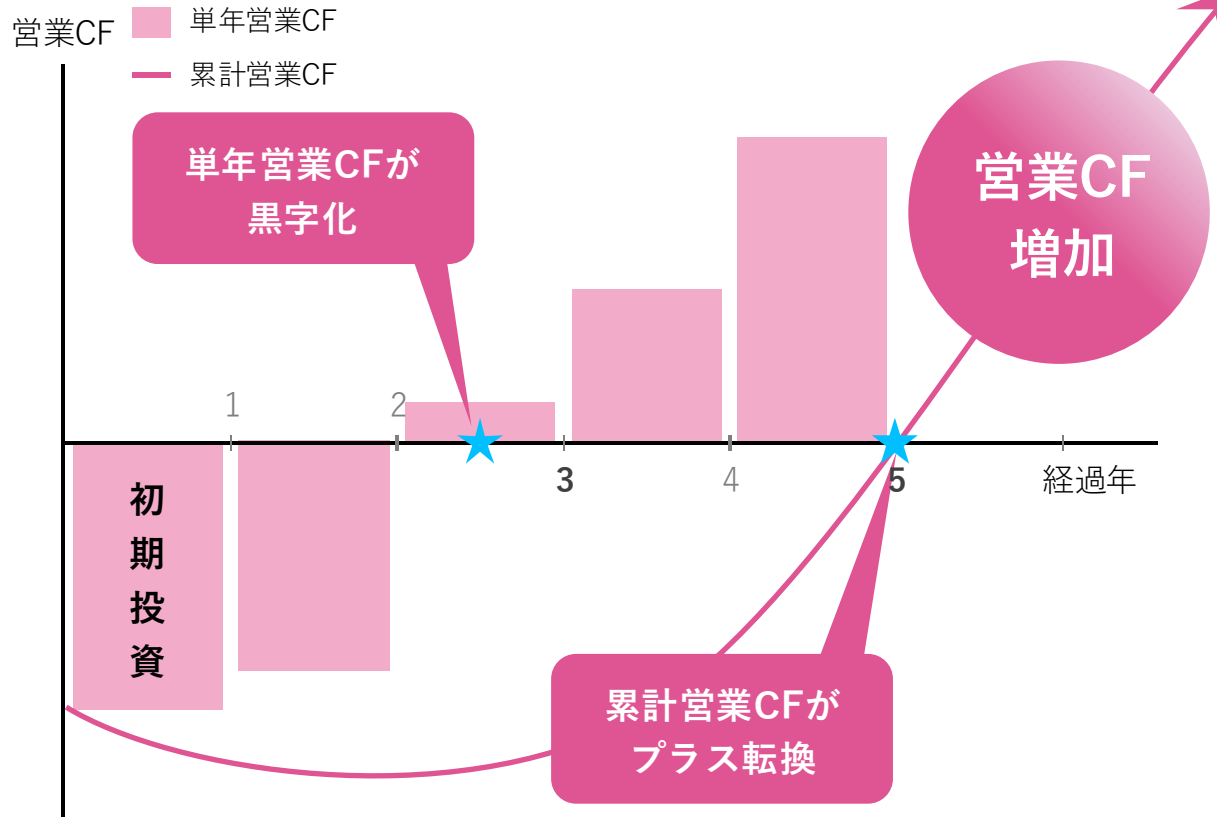 営業CF
単年営業CF
累計営業CF
単年営業CFが
黒字化
営業CF
増加
1
2
3
4
5
経過年
初期投資
累計営業CFが
プラス転換